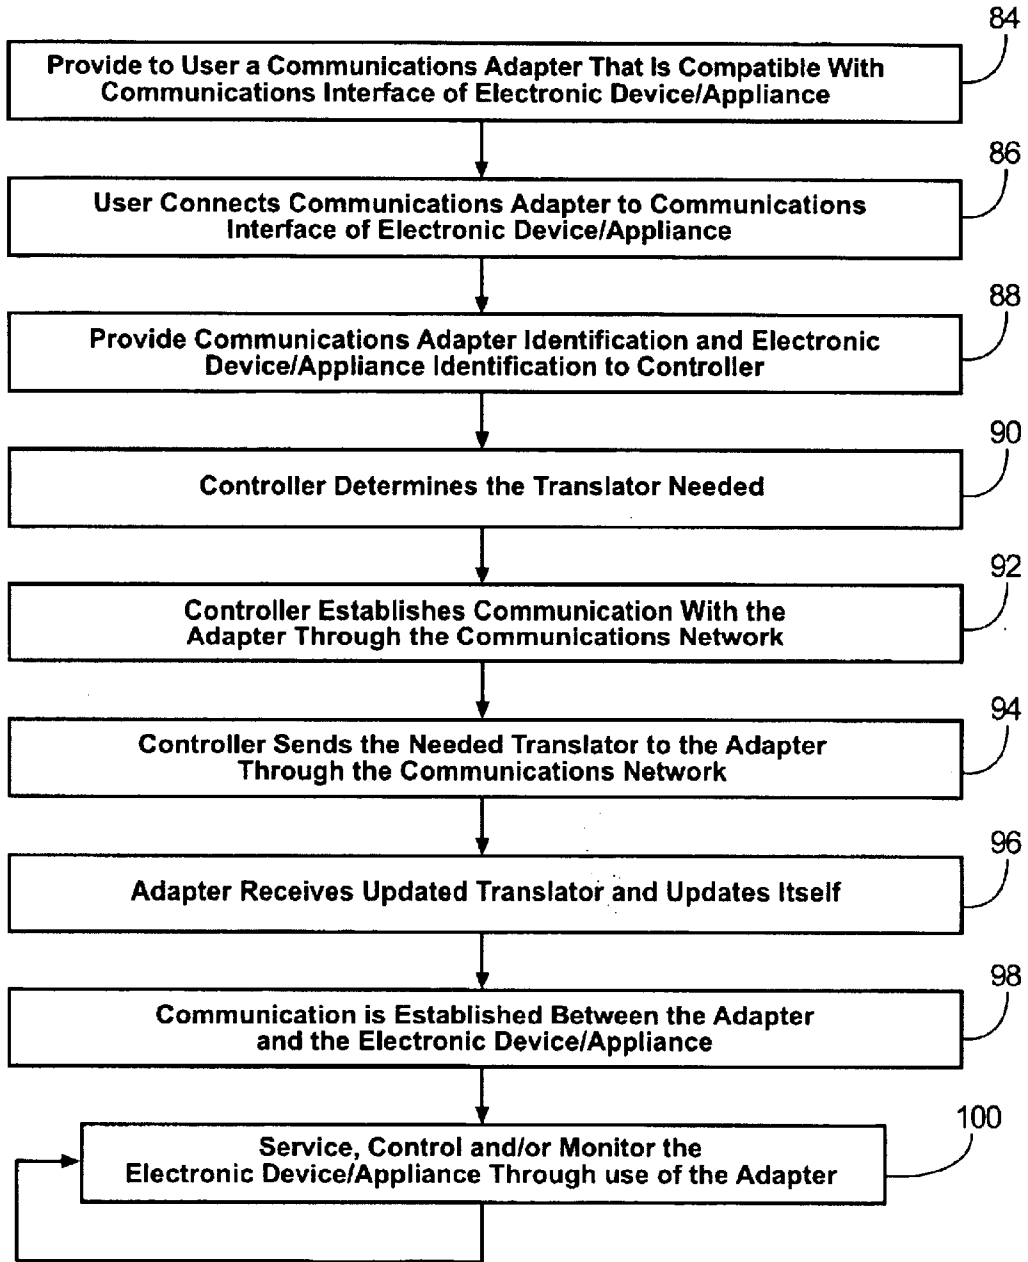 84
Provide to User a Communications Adapter That Is Compatible With
Communications Interface of Electronic Device/Appliance
86
User Connects Communications Adapter to Communications
Interface of Electronic Device/Appliance
88
Provide Communications Adapter Identification and Electronic
Device/Appliance Identification to Controller
90
Controller Determines the Translator Needed
92
Controller Establishes Communication With the
Adapter Through the Communications Network
94
Controller Sends the Needed Translator to the Adapter
Through the Communications Network
96
Adapter Receives Updated Translator and Updates Itself
98
Communication is Established Between the Adapter
and the Electronic Device/Appliance
100
Service, Control and/or Monitor the
Electronic Device/Appliance Through use of the Adapter